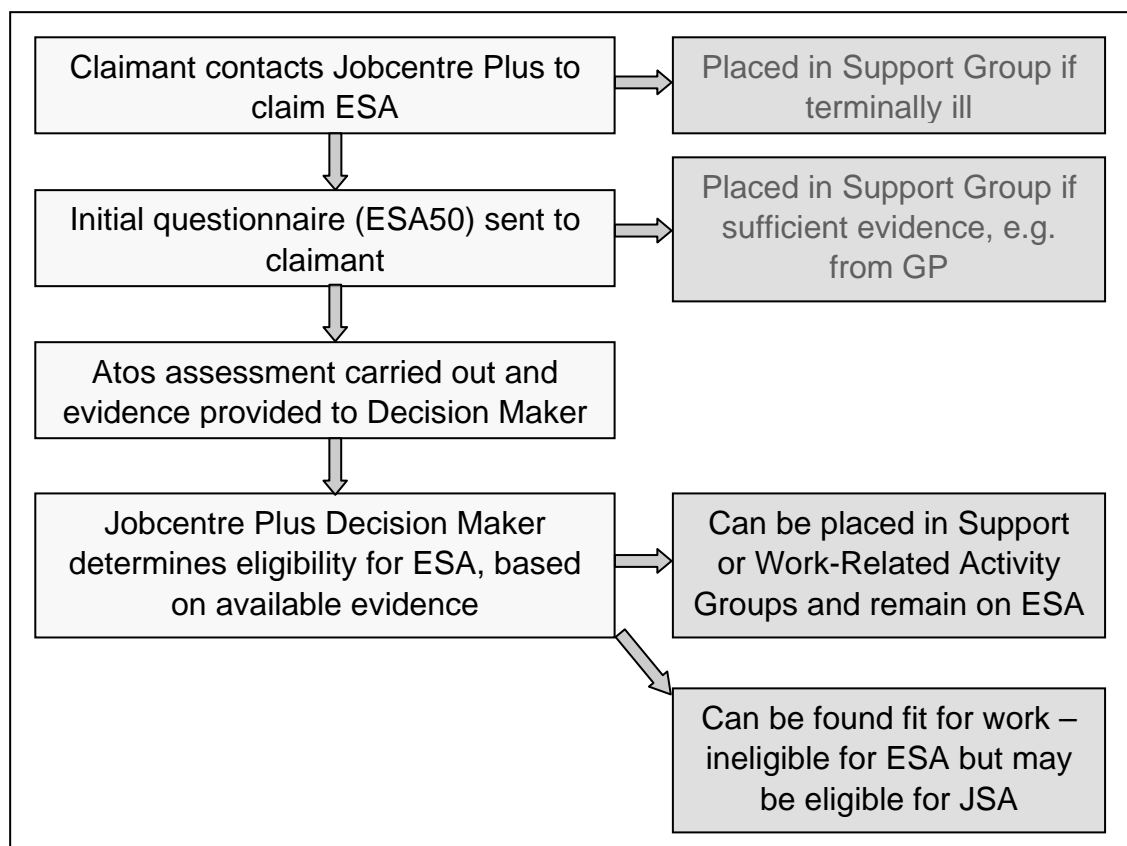 Claimant contacts Jobcentre Plus to
claim ESA
Placed in Support Group if
terminally ill
Initial questionnaire (ESA50) sent to
claimant
Placed in Support Group if
sufficient evidence, e.g.
from GP
Atos assessment carried out and
evidence provided to Decision Maker
Jobcentre Plus Decision Maker
determines eligibility for ESA, based
on available evidence
Can be placed in Support
or Work-Related Activity
Groups and remain on ESA
Can be found fit for work –
ineligible for ESA but may
be eligible for JSA